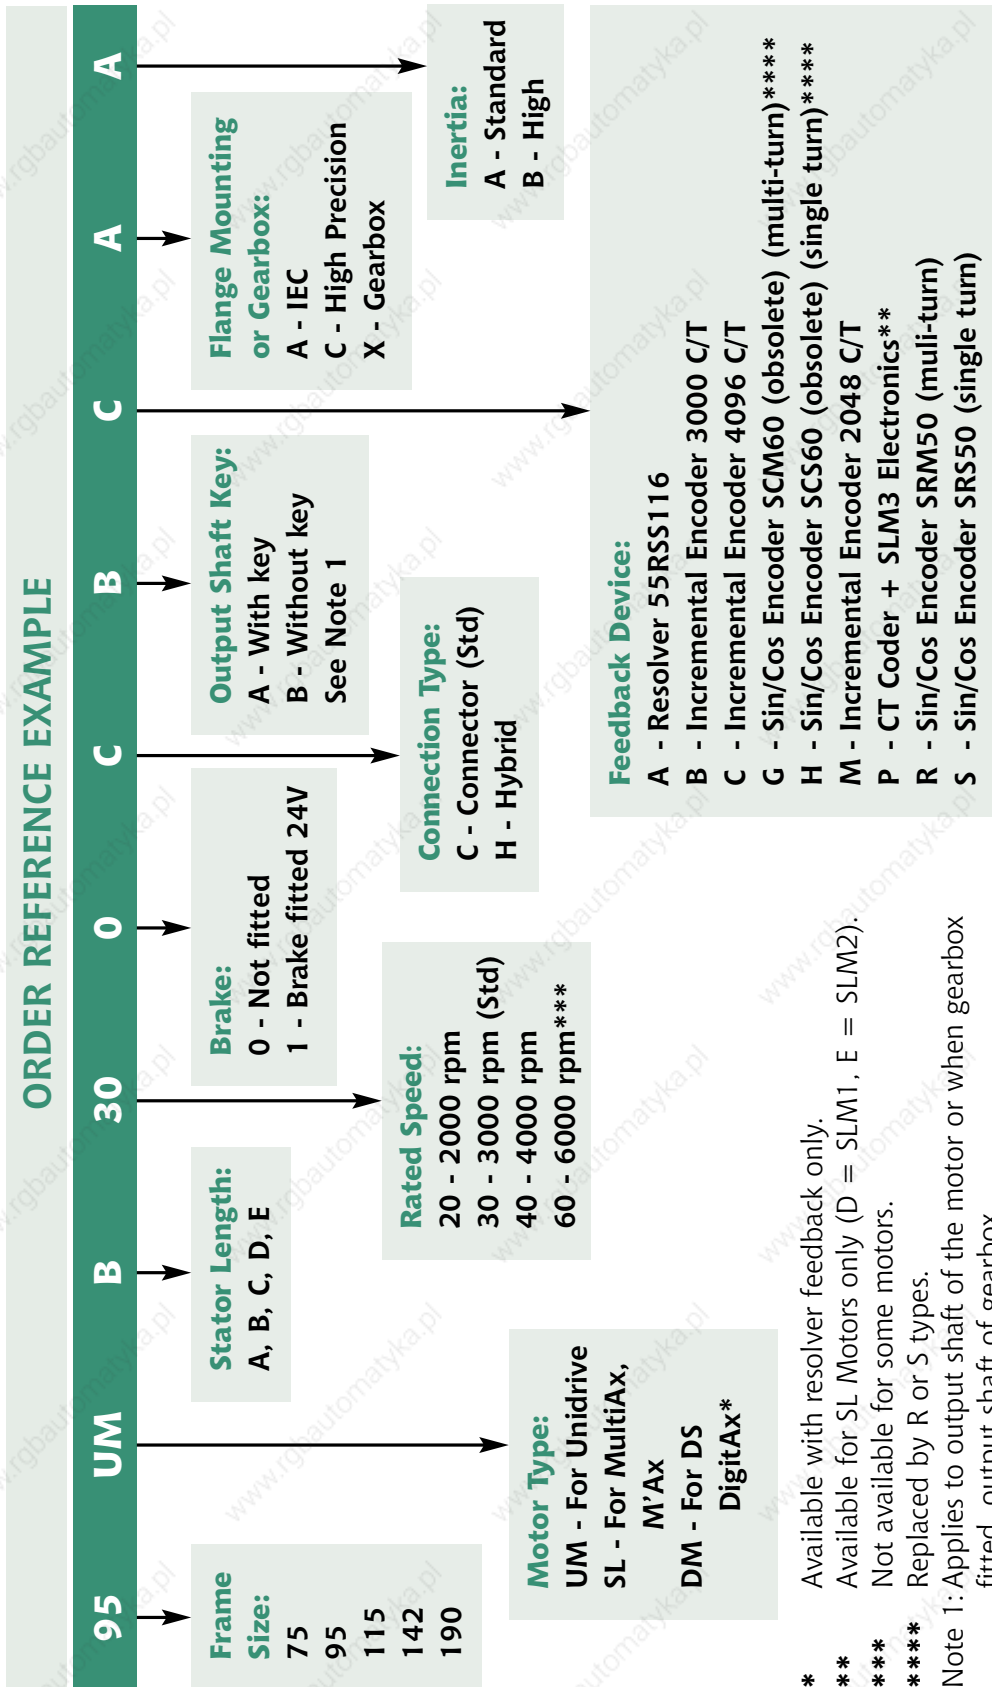 ORDER REFERENCE EXAMPLE
95 UM B 30 0 C B C A A
Frame
Size:
75
95
115
142
190
Motor Type:
UM - For Unidrive
SL - For MultiAx,
M'Ax
DM - For DS
DigitAx*
Stator Length:
A, B, C, D, E
Rated Speed:
20 - 2000 rpm
30 - 3000 rpm (Std)
40 - 4000 rpm
60 - 6000 rpm***
Brake:
0 - Not fitted
1 - Brake fitted 24V
Connection Type:
C - Connector (Std)
H - Hybrid
Output Shaft Key:
A - With key
B - Without key
See Note 1
Feedback Device:
A - Resolver 55RSS116
B - Incremental Encoder 3000 C/T
C - Incremental Encoder 4096 C/T
G - Sin/Cos Encoder SCM60 (obsolete) (multi-turn)****
H - Sin/Cos Encoder SCS60 (obsolete) (single turn)****
M - Incremental Encoder 2048 C/T
P - CT Coder + SLM3 Electronics**
R - Sin/Cos Encoder SRM50 (muli-turn)
S - Sin/Cos Encoder SRS50 (single turn)
Flange Mounting
or Gearbox:
A - IEC
C - High Precision
X - Gearbox
Inertia:
A - Standard
B - High
* Available with resolver feedback only.
** Available for SL Motors only (D = SLM1, E = SLM2).
*** Not available for some motors.
**** Replaced by R or S types.
Note 1: Applies to output shaft of the motor or when gearbox
fitted, output shaft of gearbox
www.rgbautomatyka.pl